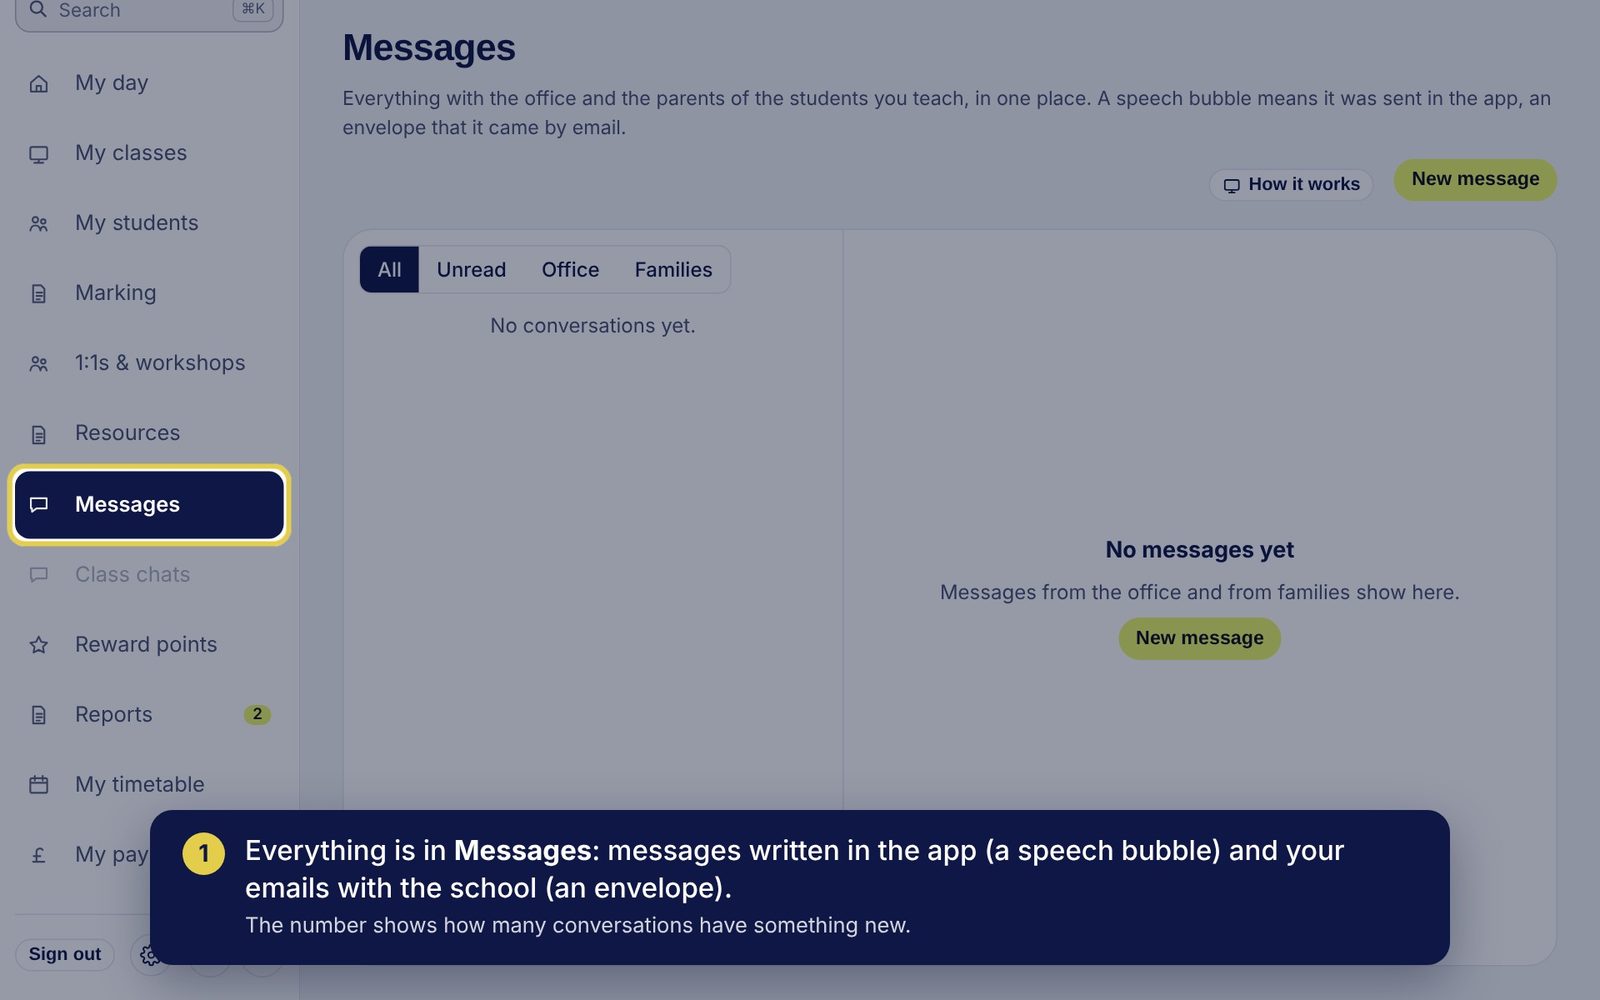 Search ⌘K
My day
My classes
My students
Marking
1:1s & workshops
Resources
Messages
Class chats
Reward points
Reports 2
My timetable
My pay
Sign out
Messages
Everything with the office and the parents of the students you teach, in one place. A speech bubble means it was sent in the app, an
envelope that it came by email.
How it works
New message
All Unread Office Families
No conversations yet.
No messages yet
Messages from the office and from families show here.
New message
1 Everything is in Messages: messages written in the app (a speech bubble) and your
emails with the school (an envelope).
The number shows how many conversations have something new.